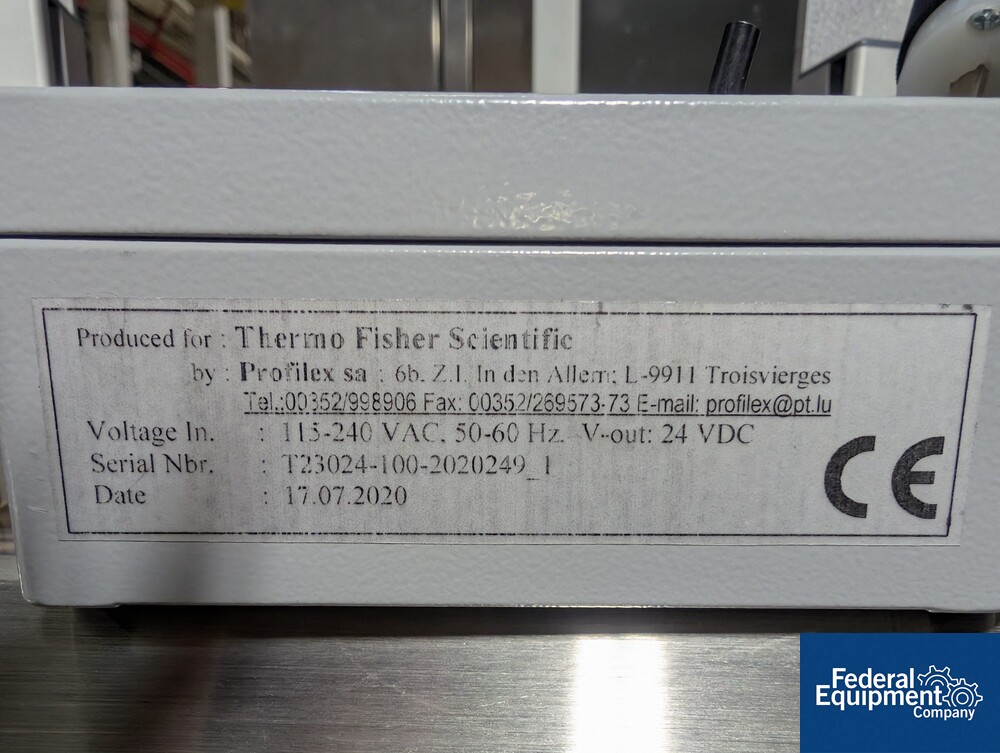 Produced for : Thermo Fisher Scientific
by : Profilex sa : 6b. Z.I. In den Allern; L-9911 Troisvierges
Tel.:00352/998906 Fax: 00352/269573-73 E-mail: profilex@pt.lu
Voltage In. : 115-240 VAC, 50-60 Hz. V-out: 24 VDC
Serial Nbr. : T23024-100-2020249_1
Date : 17.07.2020
CE
Federal
Equipment
Company